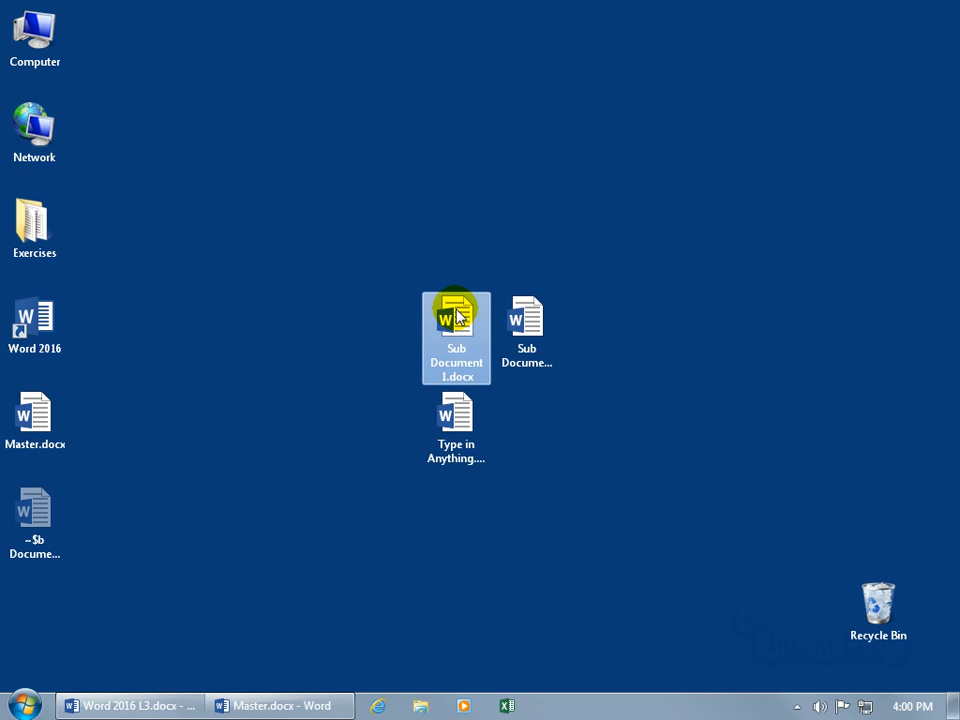 Computer
Network
Exercises
Word 2016
Master.docx
~$b
Docume...
Sub
Document
1.docx
Sub
Docume...
Type in
Anything....
Recycle Bin
Word 2016 L3.docx - ...
Master.docx - Word
4:00 PM